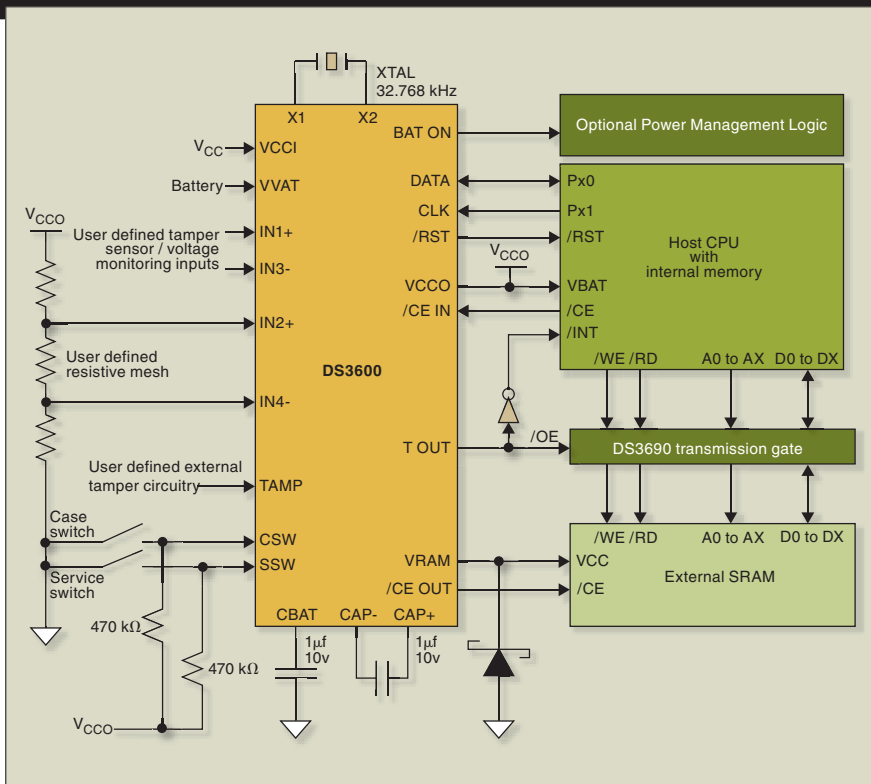 XTAL
32.768 kHz
X1
X2
BAT ON
Optional Power Management Logic
VCC
VCCI
Battery
VVAT
DATA
Px0
CLK
Px1
/RST
/RST
Host CPU
with
internal memory
VCCO
User defined tamper
sensor / voltage
monitoring inputs
IN1+
IN3-
VCCO
VCCO
VBAT
/CE IN
/CE
/INT
IN2+
User defined
resistive mesh
DS3600
/WE /RD
A0 to AX
D0 to DX
IN4-
T OUT
/OE
DS3690 transmission gate
User defined external
tamper circuitry
TAMP
Case
switch
CSW
SSW
Service
switch
/WE /RD
A0 to AX
D0 to DX
VRAM
VCC
External SRAM
/CE OUT
/CE
CBAT
CAP-
CAP+
470 kΩ
1µf
10v
1µf
10v
470 kΩ
VCCO